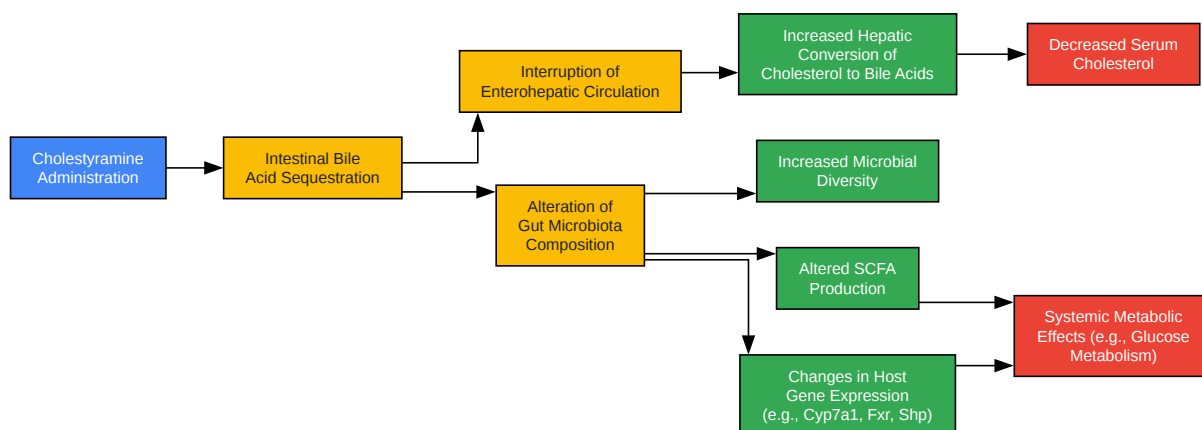 Cholestyramine
Administration
Intestinal Bile
Acid Sequestration
Interruption of
Enterohepatic Circulation
Increased Hepatic
Conversion of
Cholesterol to Bile Acids
Decreased Serum
Cholesterol
Alteration of
Gut Microbiota
Composition
Increased Microbial
Diversity
Altered SCFA
Production
Changes in Host
Gene Expression
(e.g., Cyp7a1, Fxr, Shp)
Systemic Metabolic
Effects (e.g., Glucose
Metabolism)